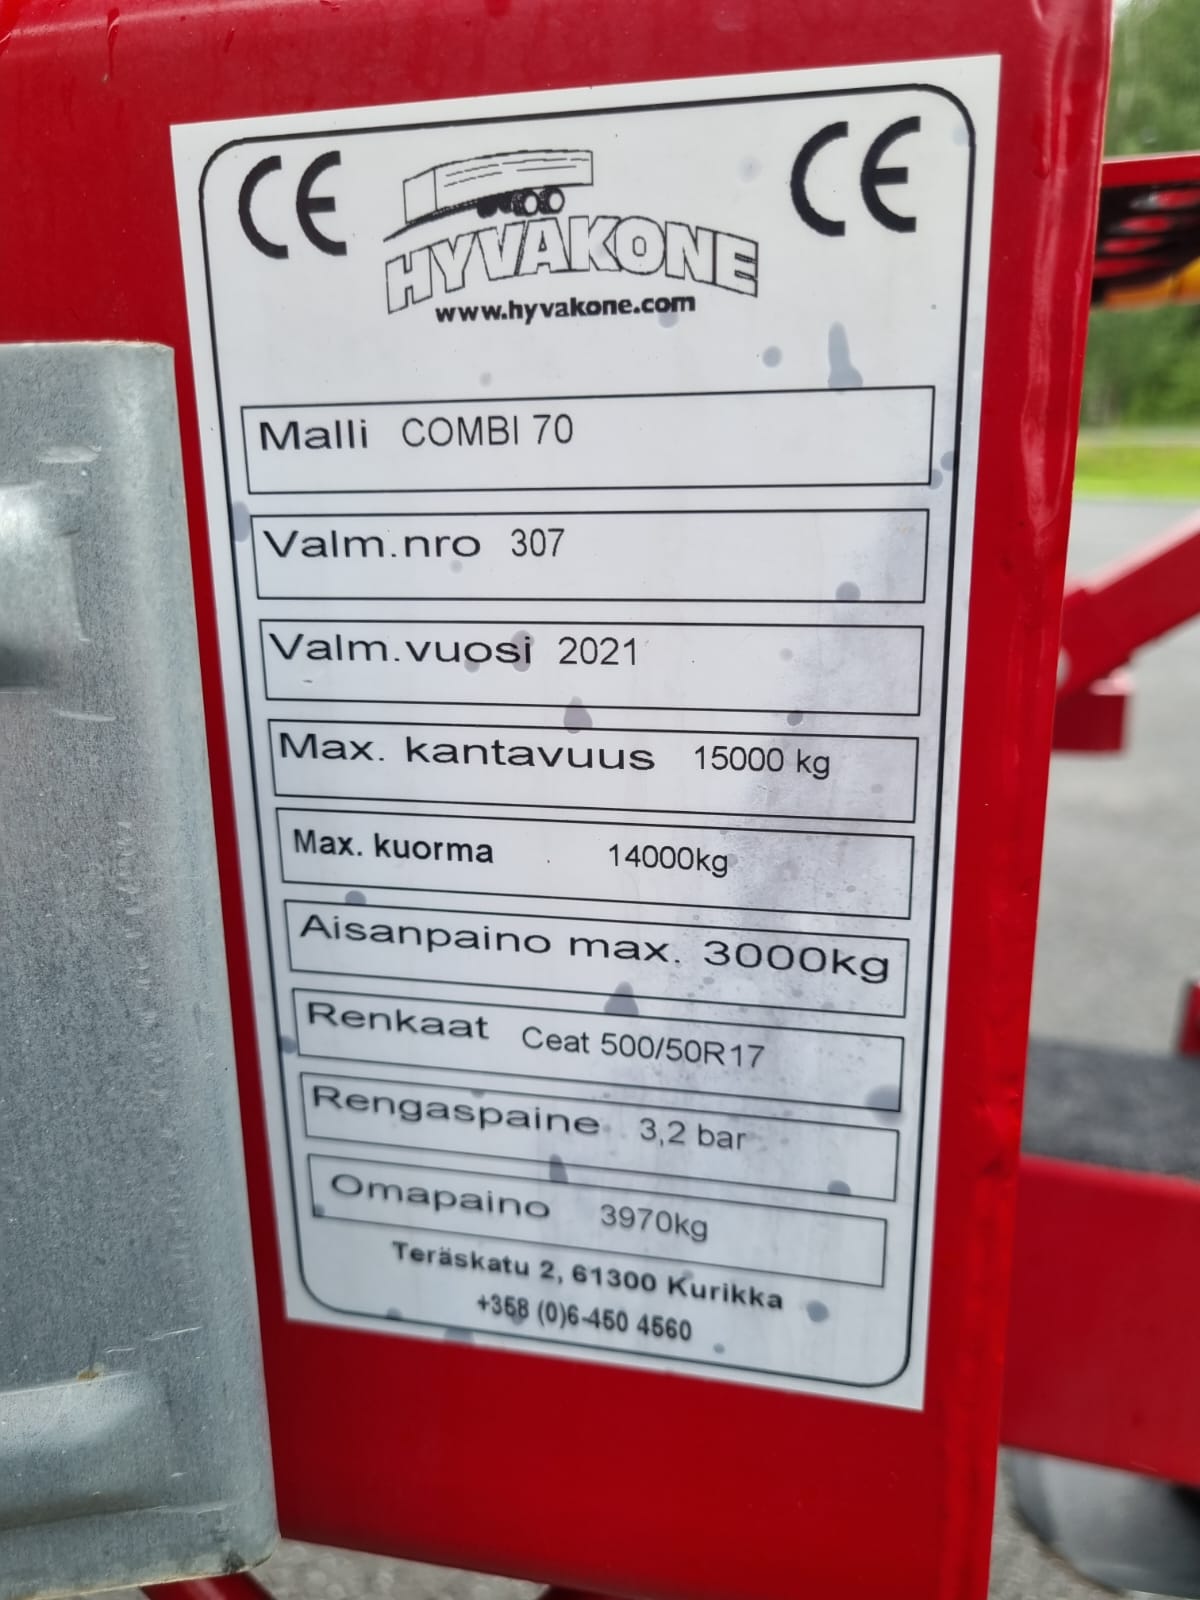 CE CE
HYVÄKONE
www.hyvakone.com
Malli COMBI 70
Valm.nro 307
Valm.vuosi 2021
Max. kantavuus 15000 kg
Max. kuorma 14000kg
Aisanpaino max. 3000kg
Renkaat Ceat 500/50R17
Rengaspaine 3,2 bar
Omapaino 3970kg
Teräskatu 2, 61300 Kurikka
+358 (0)6-450 4560